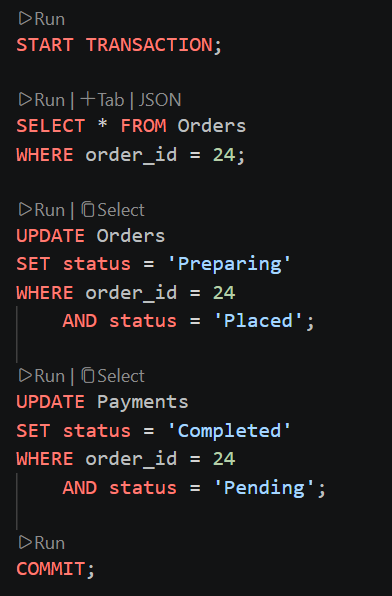 ▷Run
START TRANSACTION;
▷Run | +Tab | JSON
SELECT * FROM Orders
WHERE order_id = 24;
▷Run | Select
UPDATE Orders
SET status = 'Preparing'
WHERE order_id = 24
    AND status = 'Placed';
▷Run | Select
UPDATE Payments
SET status = 'Completed'
WHERE order_id = 24
    AND status = 'Pending';
▷Run
COMMIT;